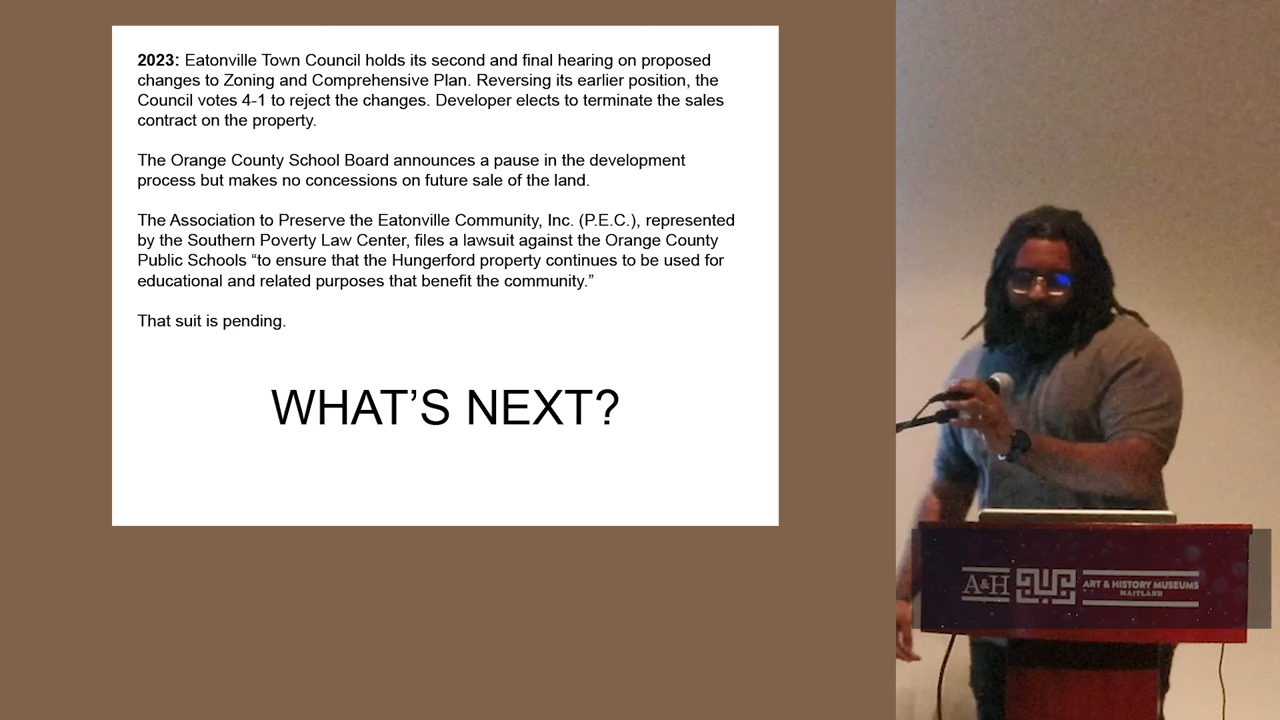 2023: Eatonville Town Council holds its second and final hearing on proposed
changes to Zoning and Comprehensive Plan. Reversing its earlier position, the
Council votes 4-1 to reject the changes. Developer elects to terminate the sales
contract on the property.
The Orange County School Board announces a pause in the development
process but makes no concessions on future sale of the land.
The Association to Preserve the Eatonville Community, Inc. (P.E.C.), represented
by the Southern Poverty Law Center, files a lawsuit against the Orange County
Public Schools “to ensure that the Hungerford property continues to be used for
educational and related purposes that benefit the community.”
That suit is pending.
WHAT’S NEXT?
A&H
ART & HISTORY MUSEUMS
MAITLAND